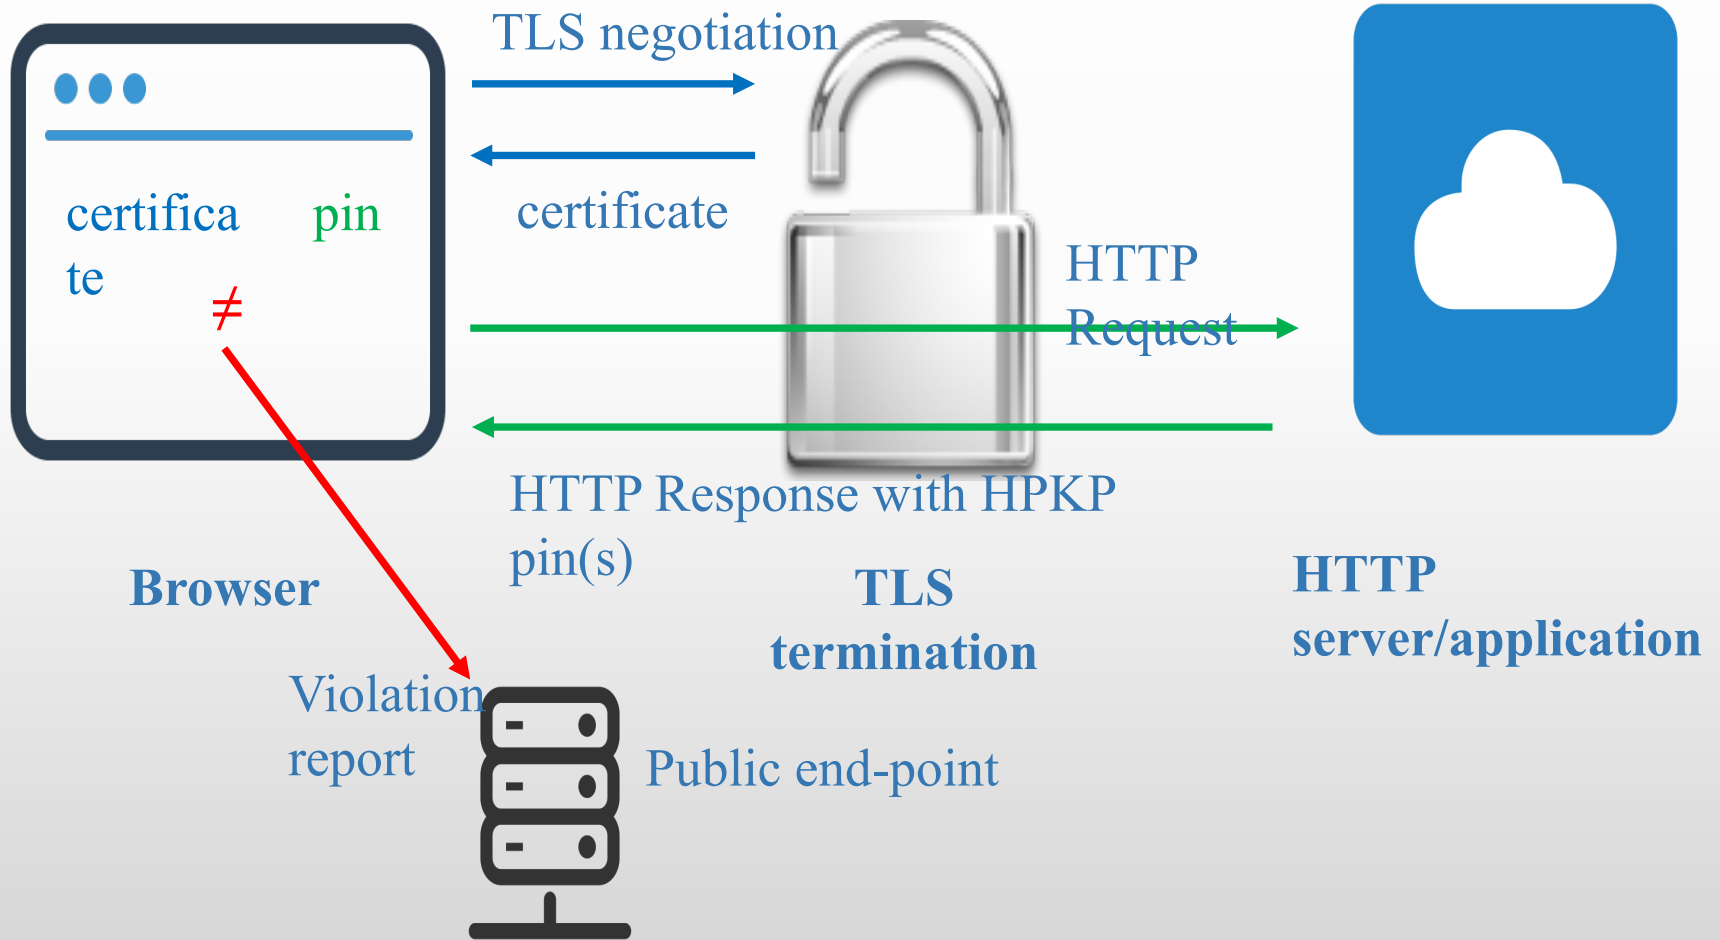 TLS negotiation
certifica
te
pin
≠
certificate
HTTP
Request
HTTP Response with HPKP
pin(s)
Browser
TLS
termination
HTTP
server/application
Violation
report
Public end-point